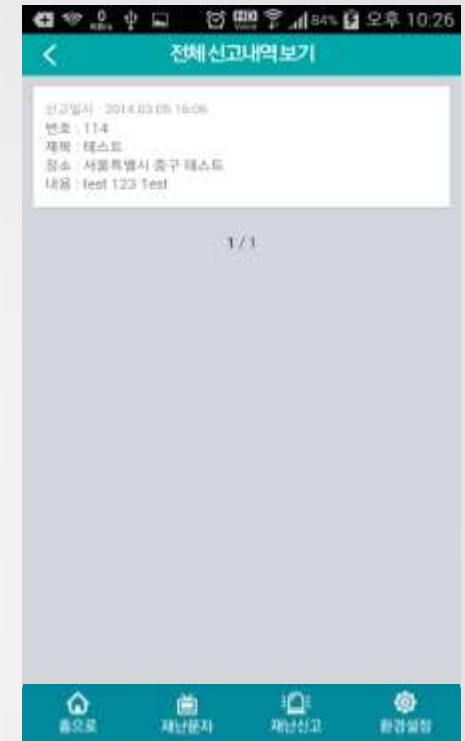 84% 오후 10:26
전체 신고내역 보기
신고일시 : 2014.03.05 16:06
번호 : 114
제목 : 테스트
장소 : 서울특별시 중구 테스트
내용 : test 123 Test
1 / 1
홈으로 재난문자 재난신고 환경설정